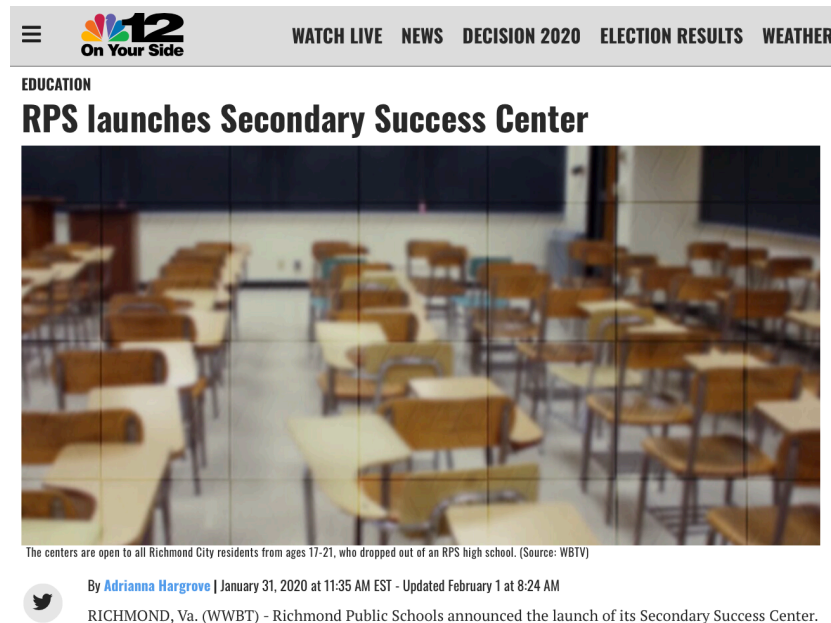 12
On Your Side
WATCH LIVE NEWS DECISION 2020 ELECTION RESULTS WEATHER
EDUCATION
RPS launches Secondary Success Center
The centers are open to all Richmond City residents from ages 17-21, who dropped out of an RPS high school. (Source: WBTV)
By Adrianna Hargrove | January 31, 2020 at 11:35 AM EST - Updated February 1 at 8:24 AM
RICHMOND, Va. (WWBT) - Richmond Public Schools announced the launch of its Secondary Success Center.